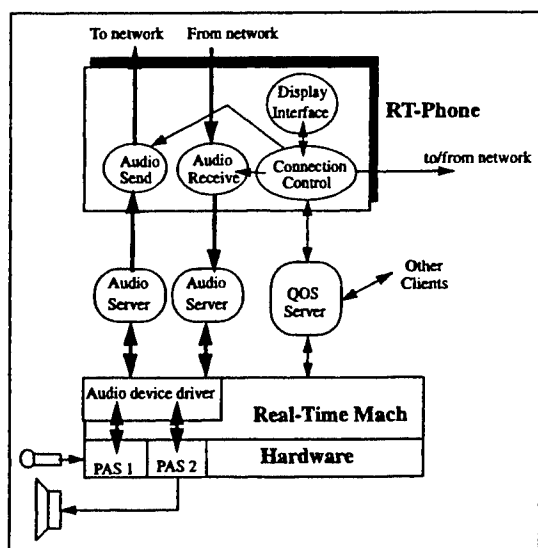 To network From network
Display
Interface
RT-Phone
to/from network
Audio
Send
Audio
Receive
Connection
Control
Audio
Server
Audio
Server
QOS
Server
Other
Clients
Audio device driver
Real-Time Mach
Hardware
PAS 1 PAS 2